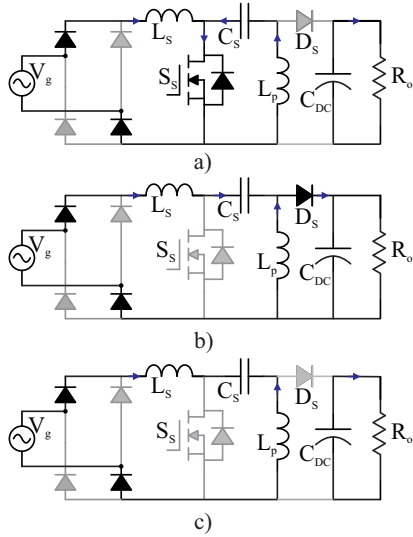 L_S C_S D_S
V_g S_S L_p C_DC R_o
a)
L_S C_S D_S
V_g S_S L_p C_DC R_o
b)
L_S C_S D_S
V_g S_S L_p C_DC R_o
c)